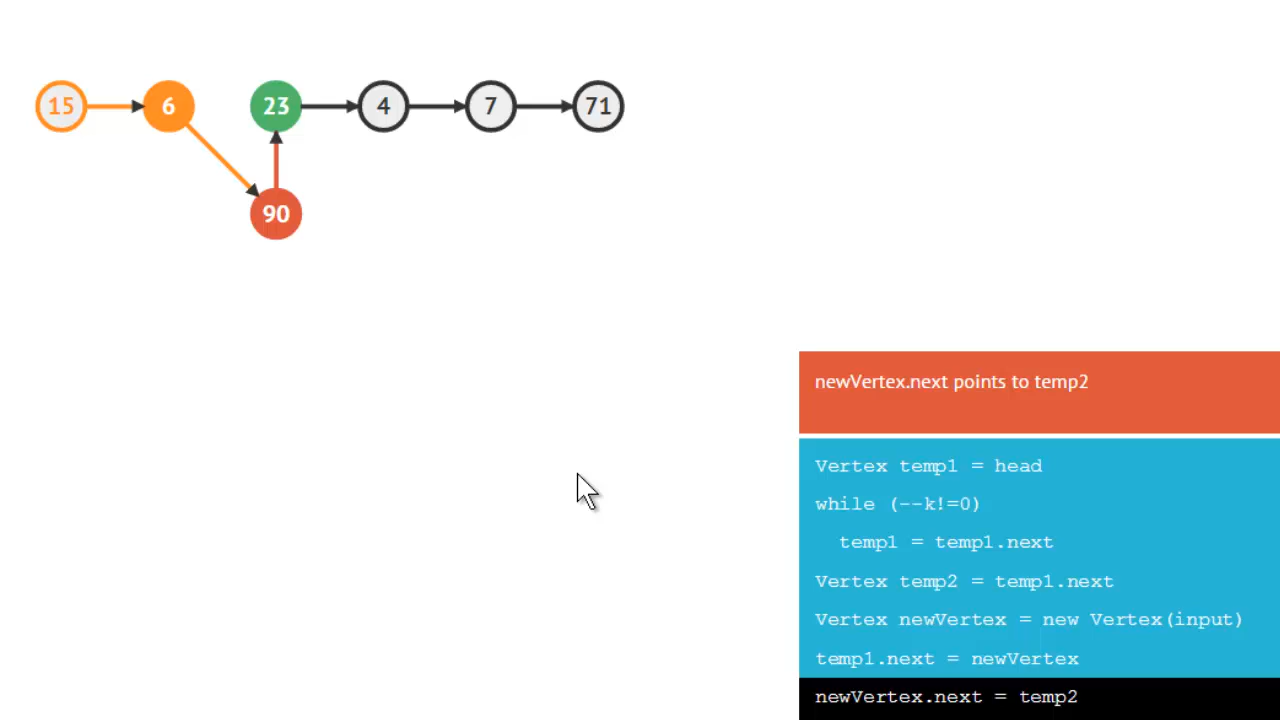 15 6 23 4 7 71
90
newVertex.next points to temp2
Vertex temp1 = head
while (--k!=0)
temp1 = temp1.next
Vertex temp2 = temp1.next
Vertex newVertex = new Vertex(input)
temp1.next = newVertex
newVertex.next = temp2